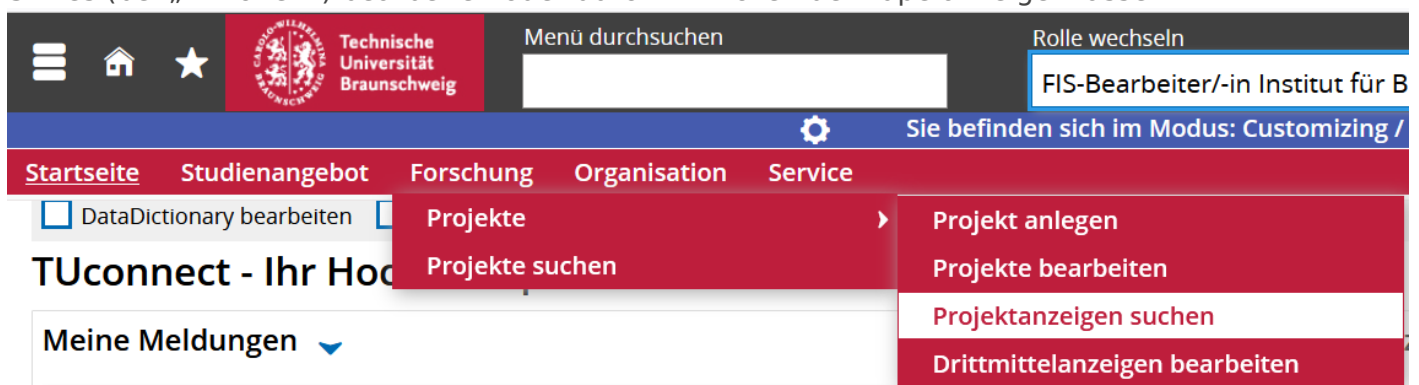 Technische
Universität
Braunschweig
Menü durchsuchen
Rolle wechseln
FIS-Bearbeiter/-in Institut für B
Sie befinden sich im Modus: Customizing /
Startseite Studienangebot Forschung Organisation Service
DataDictionary bearbeiten
Projekte
Projekte suchen
Projekt anlegen
Projekte bearbeiten
Projektanzeigen suchen
Drittmittelanzeigen bearbeiten
TUconnect - Ihr Hoc
Meine Meldungen